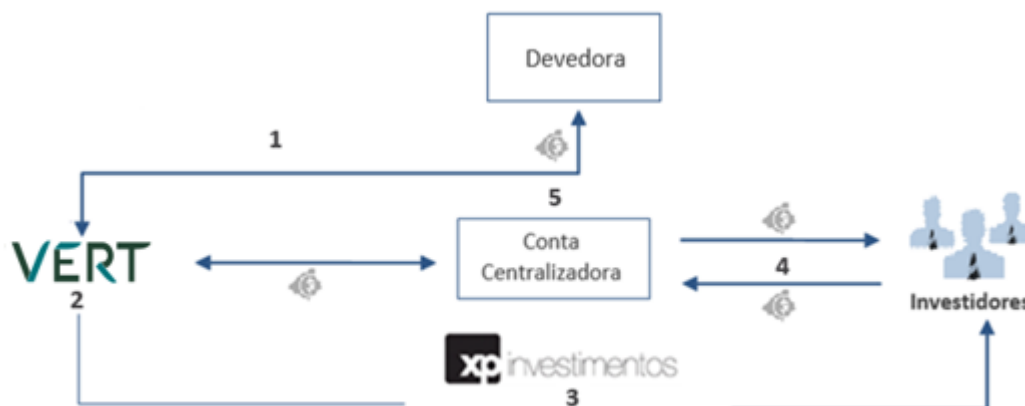 Devedora
1
5
VERT
2
Conta
Centralizadora
4
Investidores
xp investimentos
3